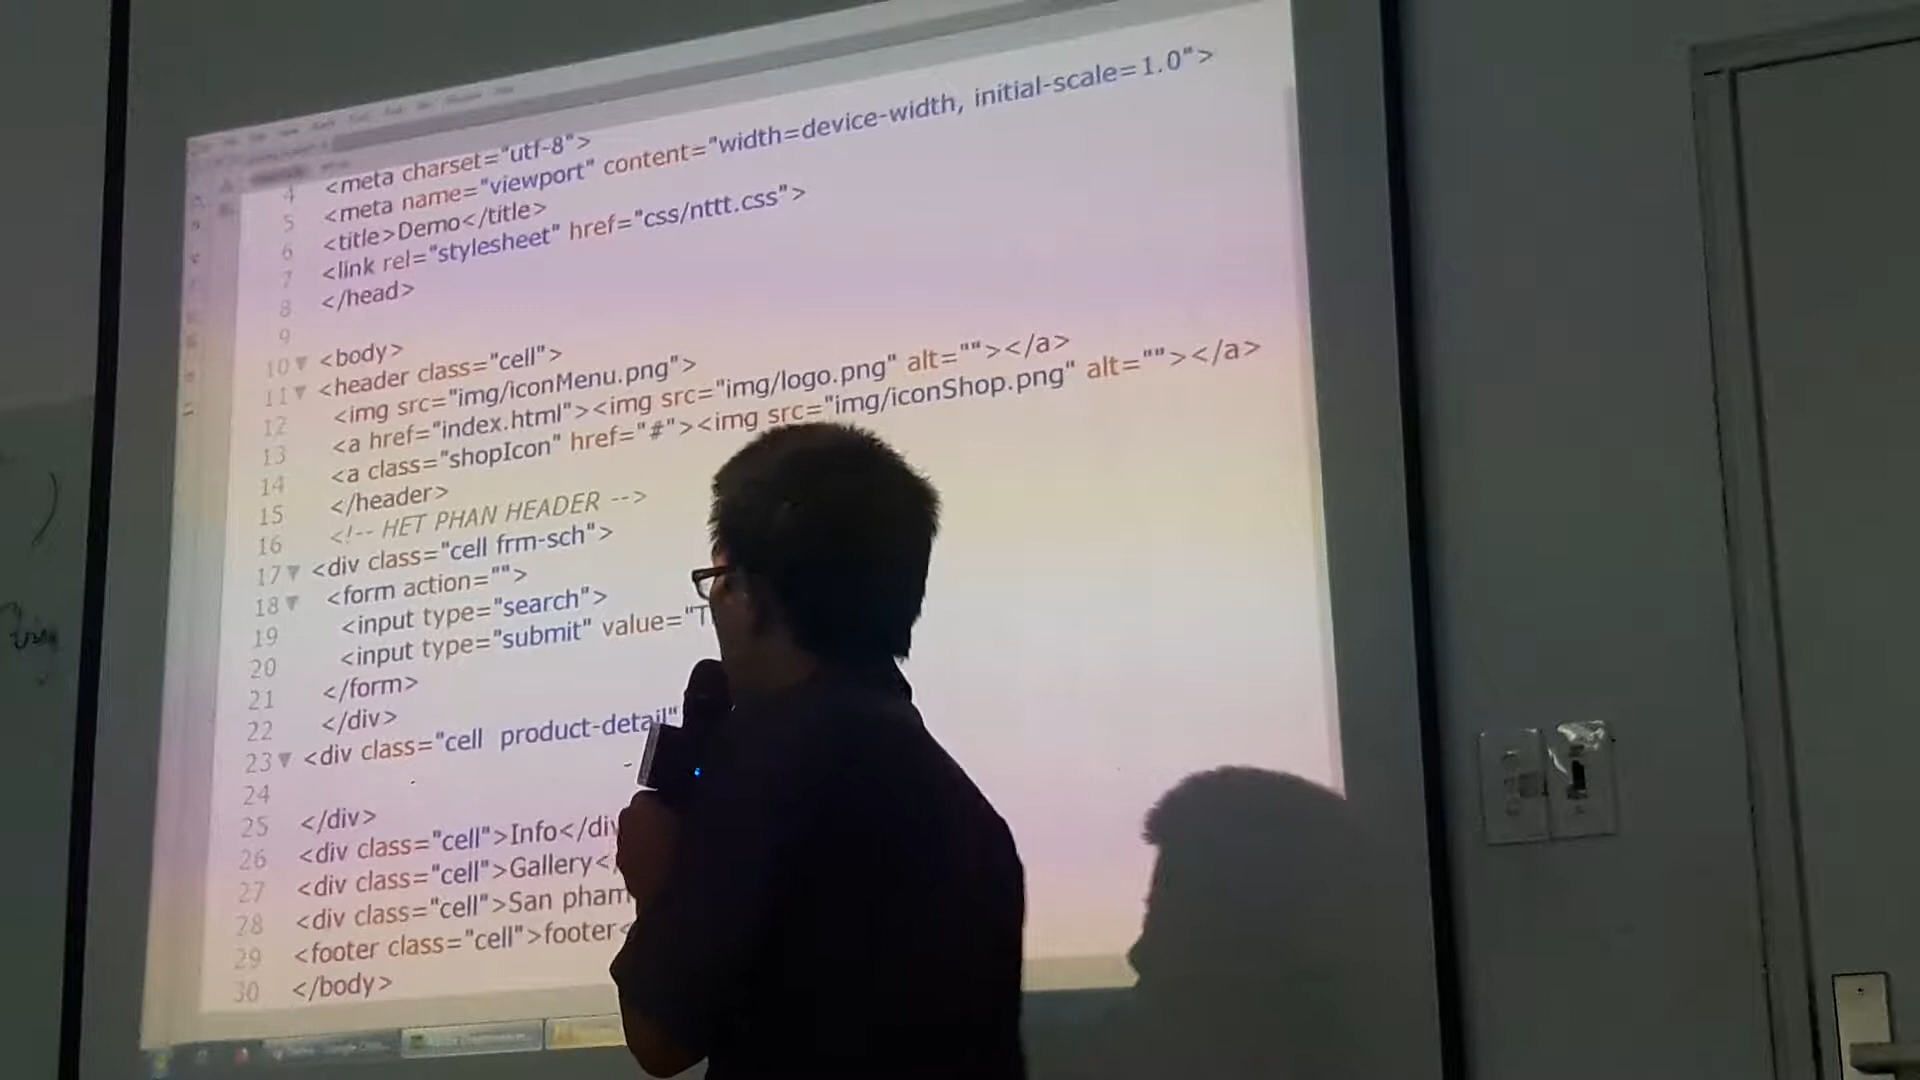 4 <meta charset="utf-8">
5 <meta name="viewport" content="width=device-width, initial-scale=1.0">
6 <title>Demo</title>
7 <link rel="stylesheet" href="css/nttt.css">
8 </head>
9
10 <body>
11 <header class="cell">
12 <img src="img/iconMenu.png">
13 <a href="index.html"><img src="img/logo.png" alt=""></a>
14 <a class="shopIcon" href="#"><img src="img/iconShop.png" alt=""></a>
15 </header>
16 <!-- HET PHAN HEADER -->
17 <div class="cell frm-sch">
18 <form action="">
19 <input type="search">
20 <input type="submit" value="T
21 </form>
22 </div>
23 <div class="cell product-detail"
24
25 </div>
26 <div class="cell">Info</div
27 <div class="cell">Gallery</
28 <div class="cell">San pham
29 <footer class="cell">footer<
30 </body>